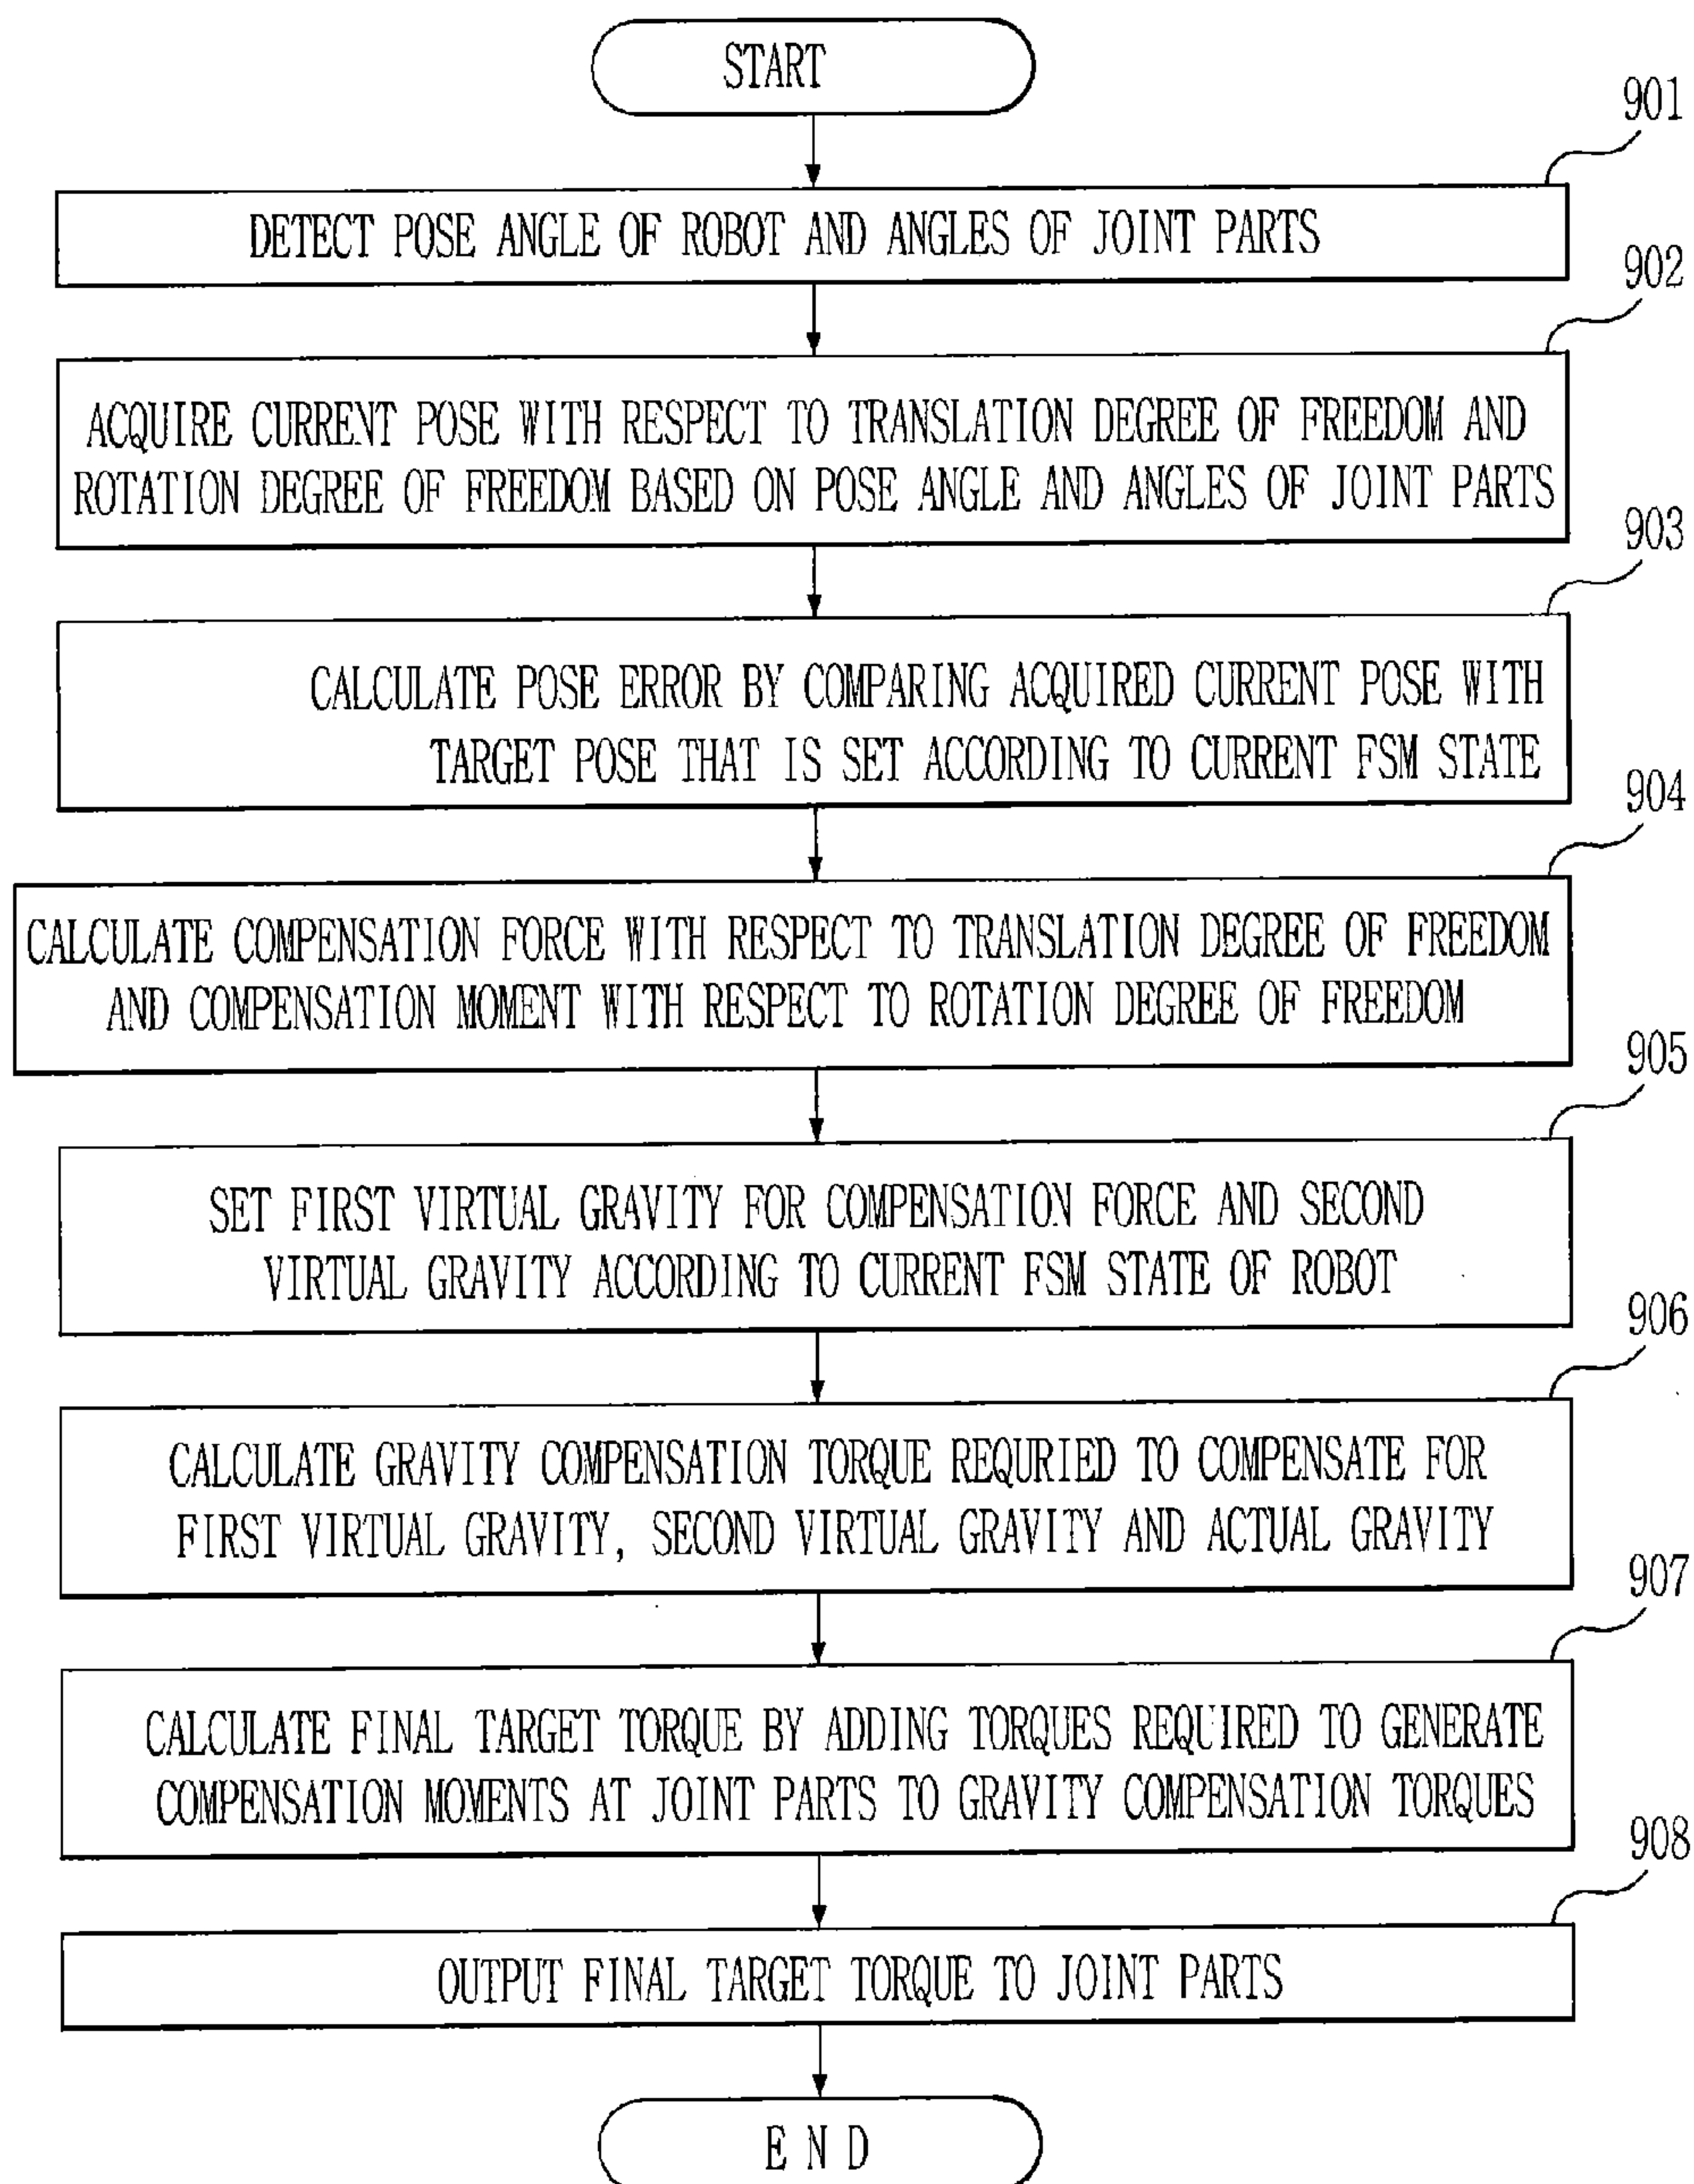 START
901
DETECT POSE ANGLE OF ROBOT AND ANGLES OF JOINT PARTS
902
ACQUIRE CURRENT POSE WITH RESPECT TO TRANSLATION DEGREE OF FREEDOM AND
ROTATION DEGREE OF FREEDOM BASED ON POSE ANGLE AND ANGLES OF JOINT PARTS
903
CALCULATE POSE ERROR BY COMPARING ACQUIRED CURRENT POSE WITH
TARGET POSE THAT IS SET ACCORDING TO CURRENT FSM STATE
904
CALCULATE COMPENSATION FORCE WITH RESPECT TO TRANSLATION DEGREE OF FREEDOM
AND COMPENSATION MOMENT WITH RESPECT TO ROTATION DEGREE OF FREEDOM
905
SET FIRST VIRTUAL GRAVITY FOR COMPENSATION FORCE AND SECOND
VIRTUAL GRAVITY ACCORDING TO CURRENT FSM STATE OF ROBOT
906
CALCULATE GRAVITY COMPENSATION TORQUE REQURIED TO COMPENSATE FOR
FIRST VIRTUAL GRAVITY, SECOND VIRTUAL GRAVITY AND ACTUAL GRAVITY
907
CALCULATE FINAL TARGET TORQUE BY ADDING TORQUES REQUIRED TO GENERATE
COMPENSATION MOMENTS AT JOINT PARTS TO GRAVITY COMPENSATION TORQUES
908
OUTPUT FINAL TARGET TORQUE TO JOINT PARTS
END